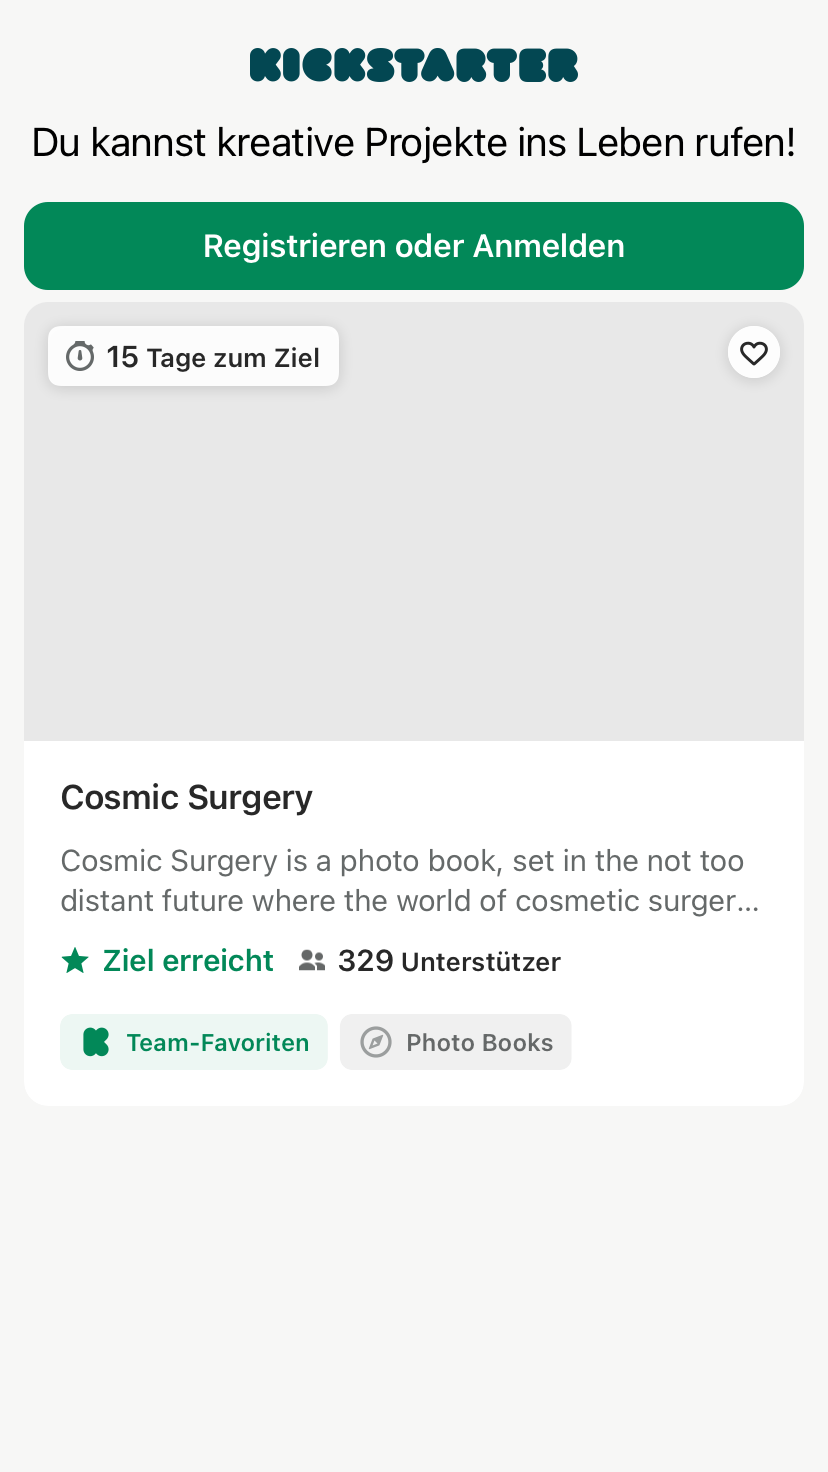 KICKSTARTER
Du kannst kreative Projekte ins Leben rufen!
Registrieren oder Anmelden
15 Tage zum Ziel
Cosmic Surgery
Cosmic Surgery is a photo book, set in the not too
distant future where the world of cosmetic surger...
Ziel erreicht 329 Unterstützer
Team-Favoriten Photo Books